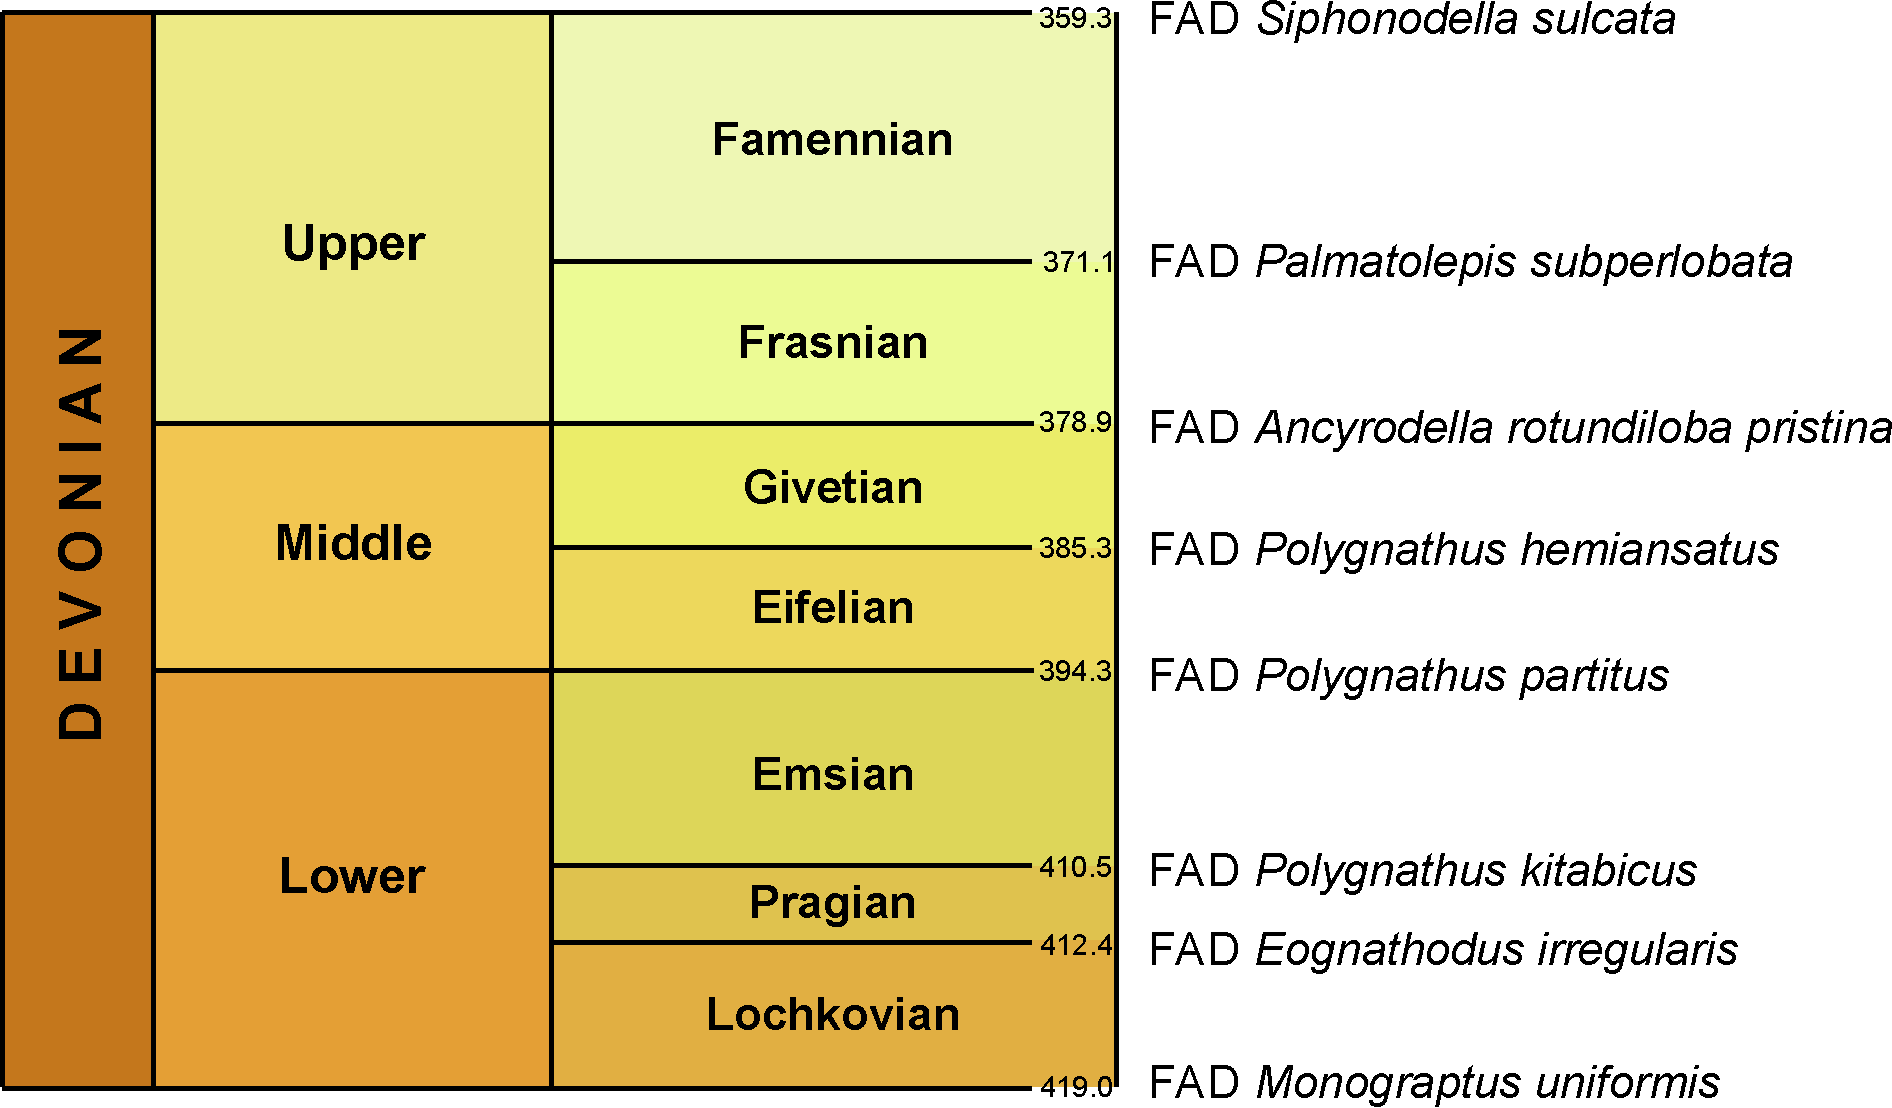 DEVONIAN
Upper
Middle
Lower
Famennian
Frasnian
Givetian
Eifelian
Emsian
Pragian
Lochkovian
359.3 FAD Siphonodella sulcata
371.1 FAD Palmatolepis subperlobata
378.9 FAD Ancyrodella rotundiloba pristina
385.3 FAD Polygnathus hemiansatus
394.3 FAD Polygnathus partitus
410.5 FAD Polygnathus kitabicus
412.4 FAD Eognathodus irregularis
419.0 FAD Monograptus uniformis